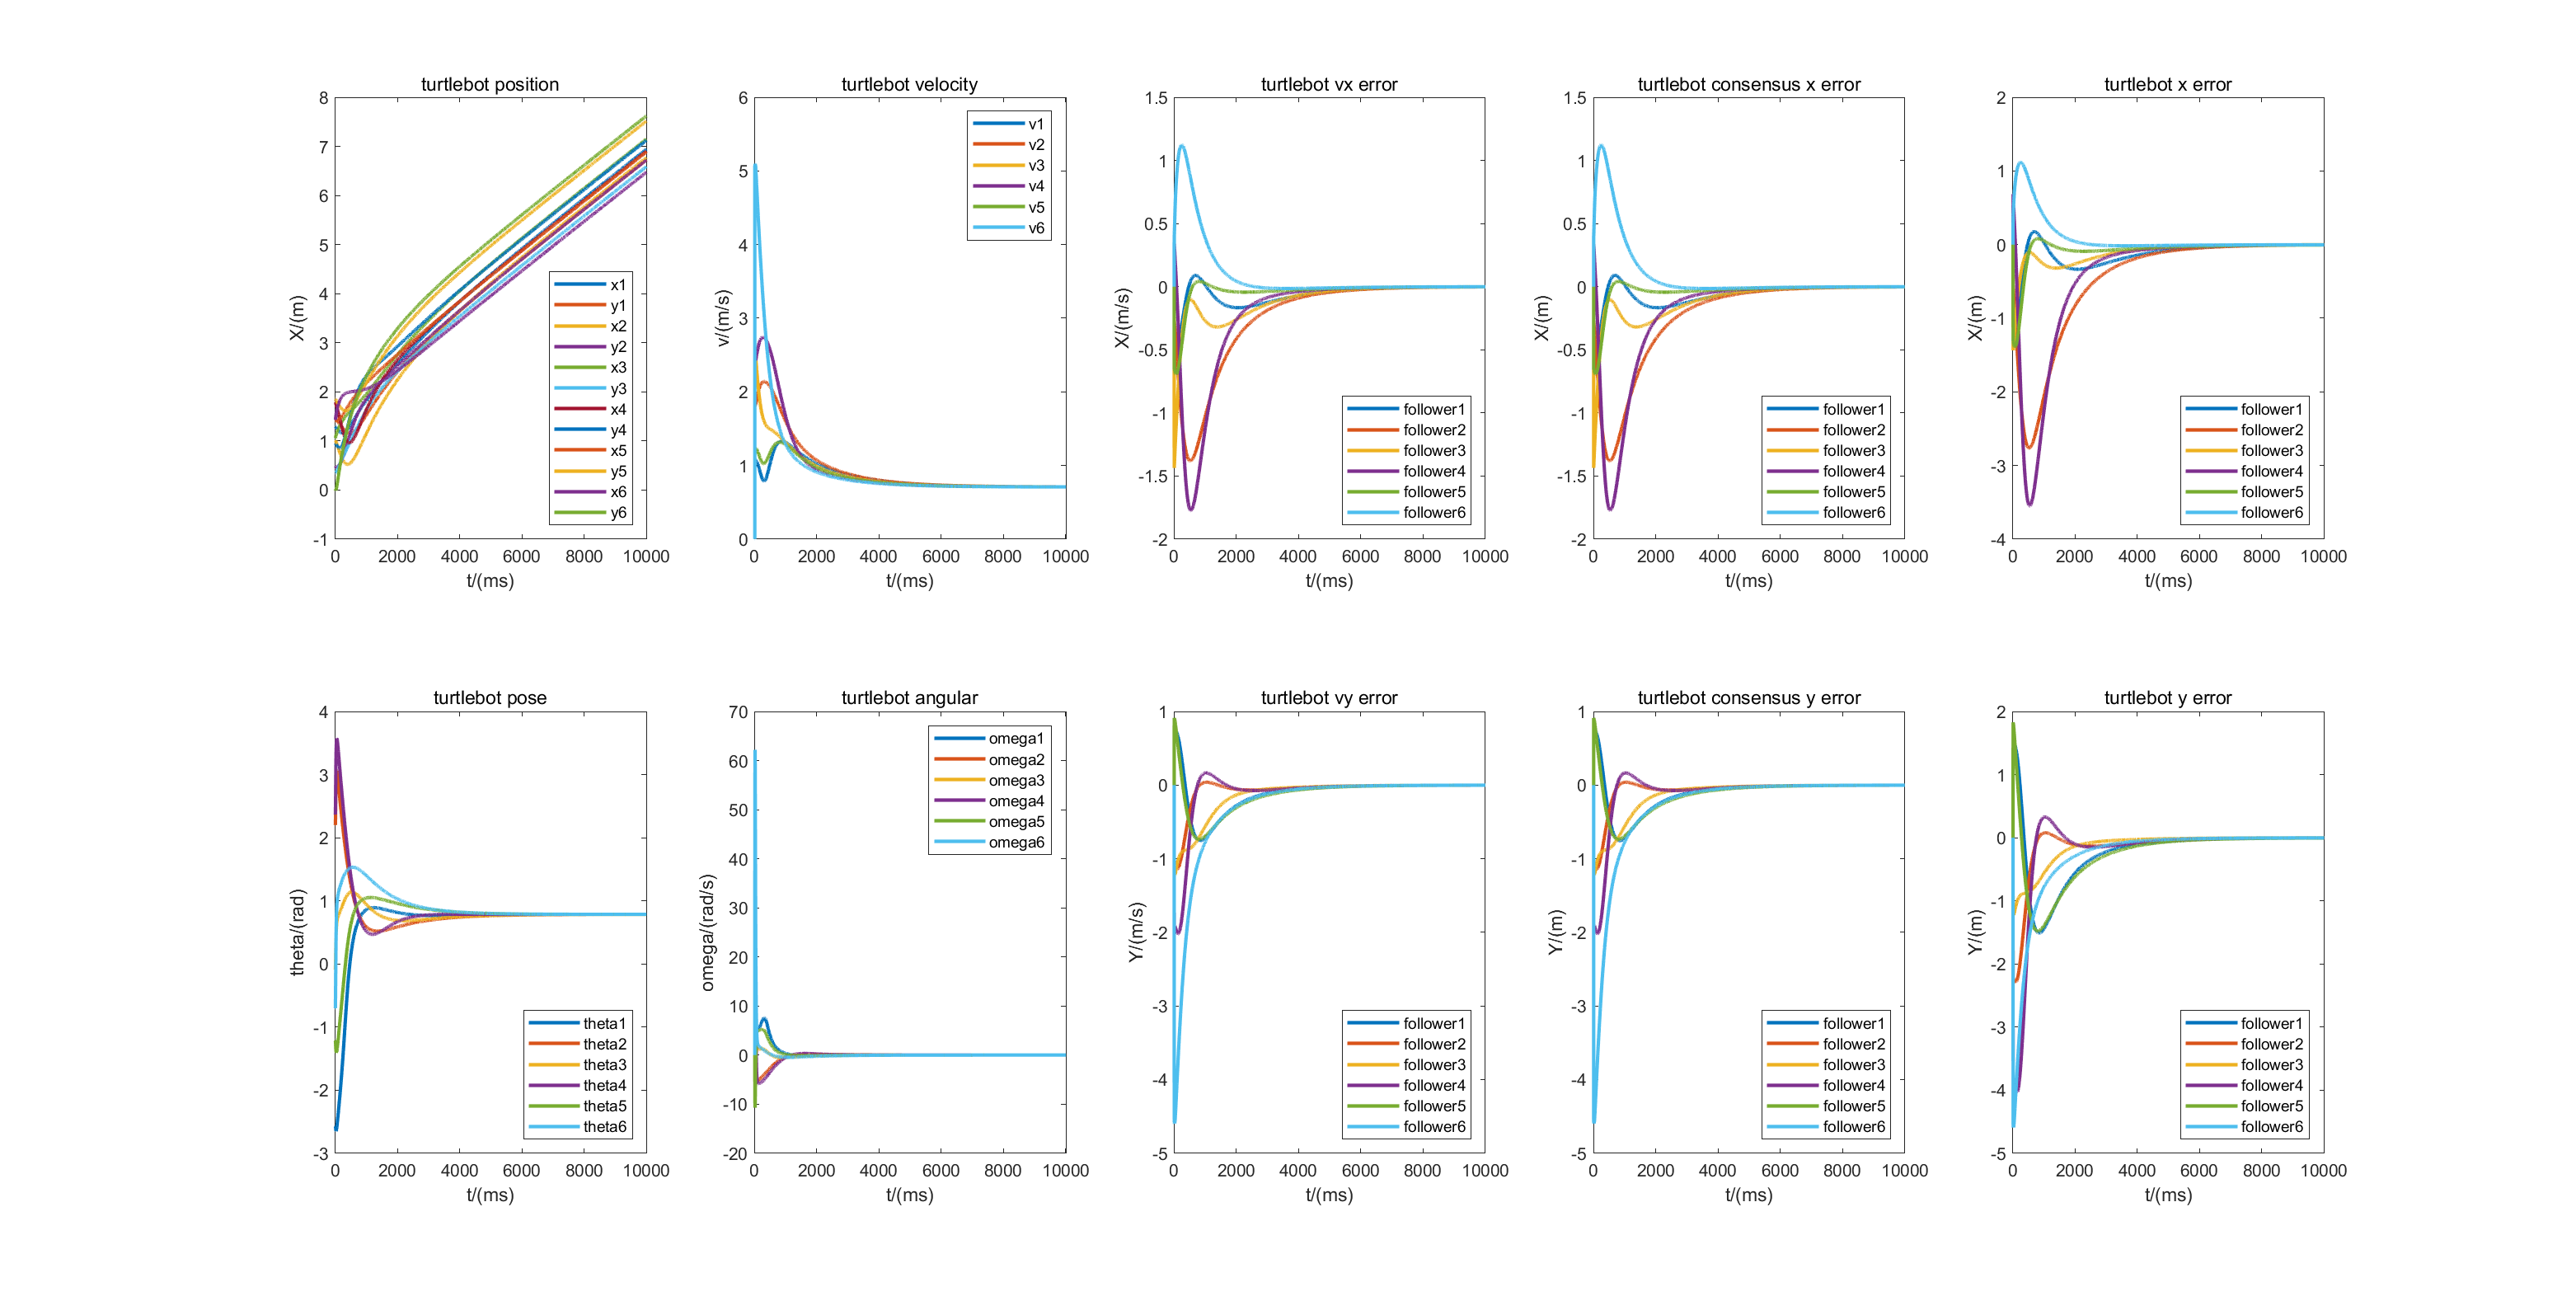 turtlebot position
8
7
6
5
4
3
2
1
0
-1
X/(m)
0 2000 4000 6000 8000 10000
t/(ms)
x1
y1
x2
y2
x3
y3
x4
y4
x5
y5
x6
y6
turtlebot velocity
6
5
4
3
2
1
0
v/(m/s)
0 2000 4000 6000 8000 10000
t/(ms)
v1
v2
v3
v4
v5
v6
turtlebot vx error
1.5
1
0.5
0
-0.5
-1
-1.5
-2
X/(m/s)
0 2000 4000 6000 8000 10000
t/(ms)
follower1
follower2
follower3
follower4
follower5
follower6
turtlebot consensus x error
1.5
1
0.5
0
-0.5
-1
-1.5
-2
X/(m)
0 2000 4000 6000 8000 10000
t/(ms)
follower1
follower2
follower3
follower4
follower5
follower6
turtlebot x error
2
1
0
-1
-2
-3
-4
X/(m)
0 2000 4000 6000 8000 10000
t/(ms)
follower1
follower2
follower3
follower4
follower5
follower6
turtlebot pose
4
3
2
1
0
-1
-2
-3
theta/(rad)
0 2000 4000 6000 8000 10000
t/(ms)
theta1
theta2
theta3
theta4
theta5
theta6
turtlebot angular
70
60
50
40
30
20
10
0
-10
-20
omega/(rad/s)
0 2000 4000 6000 8000 10000
t/(ms)
omega1
omega2
omega3
omega4
omega5
omega6
turtlebot vy error
1
0
-1
-2
-3
-4
-5
Y/(m/s)
0 2000 4000 6000 8000 10000
t/(ms)
follower1
follower2
follower3
follower4
follower5
follower6
turtlebot consensus y error
1
0
-1
-2
-3
-4
-5
Y/(m)
0 2000 4000 6000 8000 10000
t/(ms)
follower1
follower2
follower3
follower4
follower5
follower6
turtlebot y error
2
1
0
-1
-2
-3
-4
-5
Y/(m)
0 2000 4000 6000 8000 10000
t/(ms)
follower1
follower2
follower3
follower4
follower5
follower6